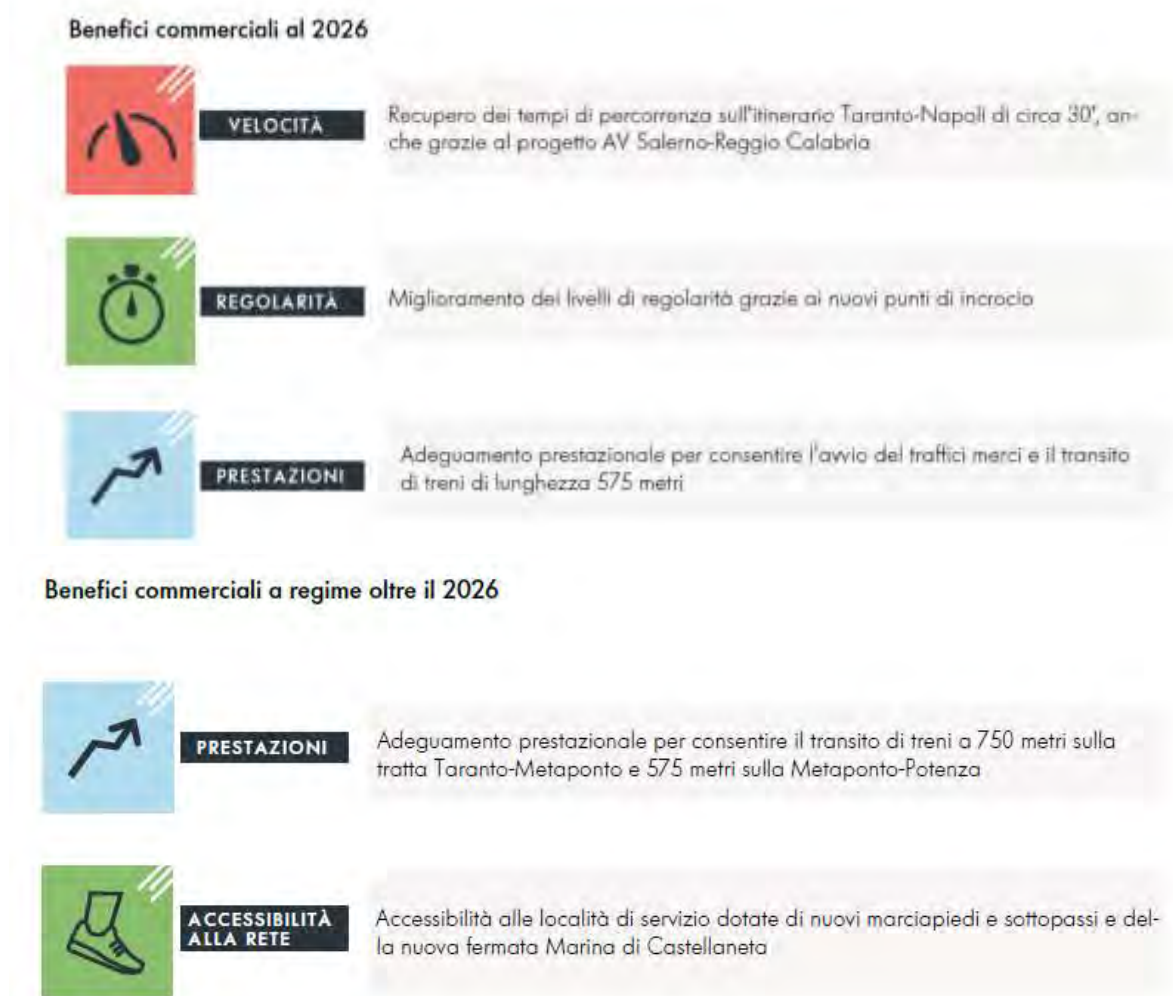 Benefici commerciali al 2026
VELOCITÀ
Recupero dei tempi di percorrenza sull'itinerario Taranto-Napoli di circa 30', an-
che grazie al progetto AV Salerno-Reggio Calabria
REGOLARITÀ
Miglioramento dei livelli di regolarità grazie ai nuovi punti di incrocio
PRESTAZIONI
Adeguamento prestazionale per consentire l'avvio del traffici merci e il transito
di treni di lunghezza 575 metri
Benefici commerciali a regime oltre il 2026
PRESTAZIONI
Adeguamento prestazionale per consentire il transito di treni a 750 metri sulla
tratta Taranto-Metaponto e 575 metri sulla Metaponto-Potenza
ACCESSIBILITÀ
ALLA RETE
Accessibilità alle località di servizio dotate di nuovi marciapiedi e sottopassi e del-
la nuova fermata Marina di Castellaneta